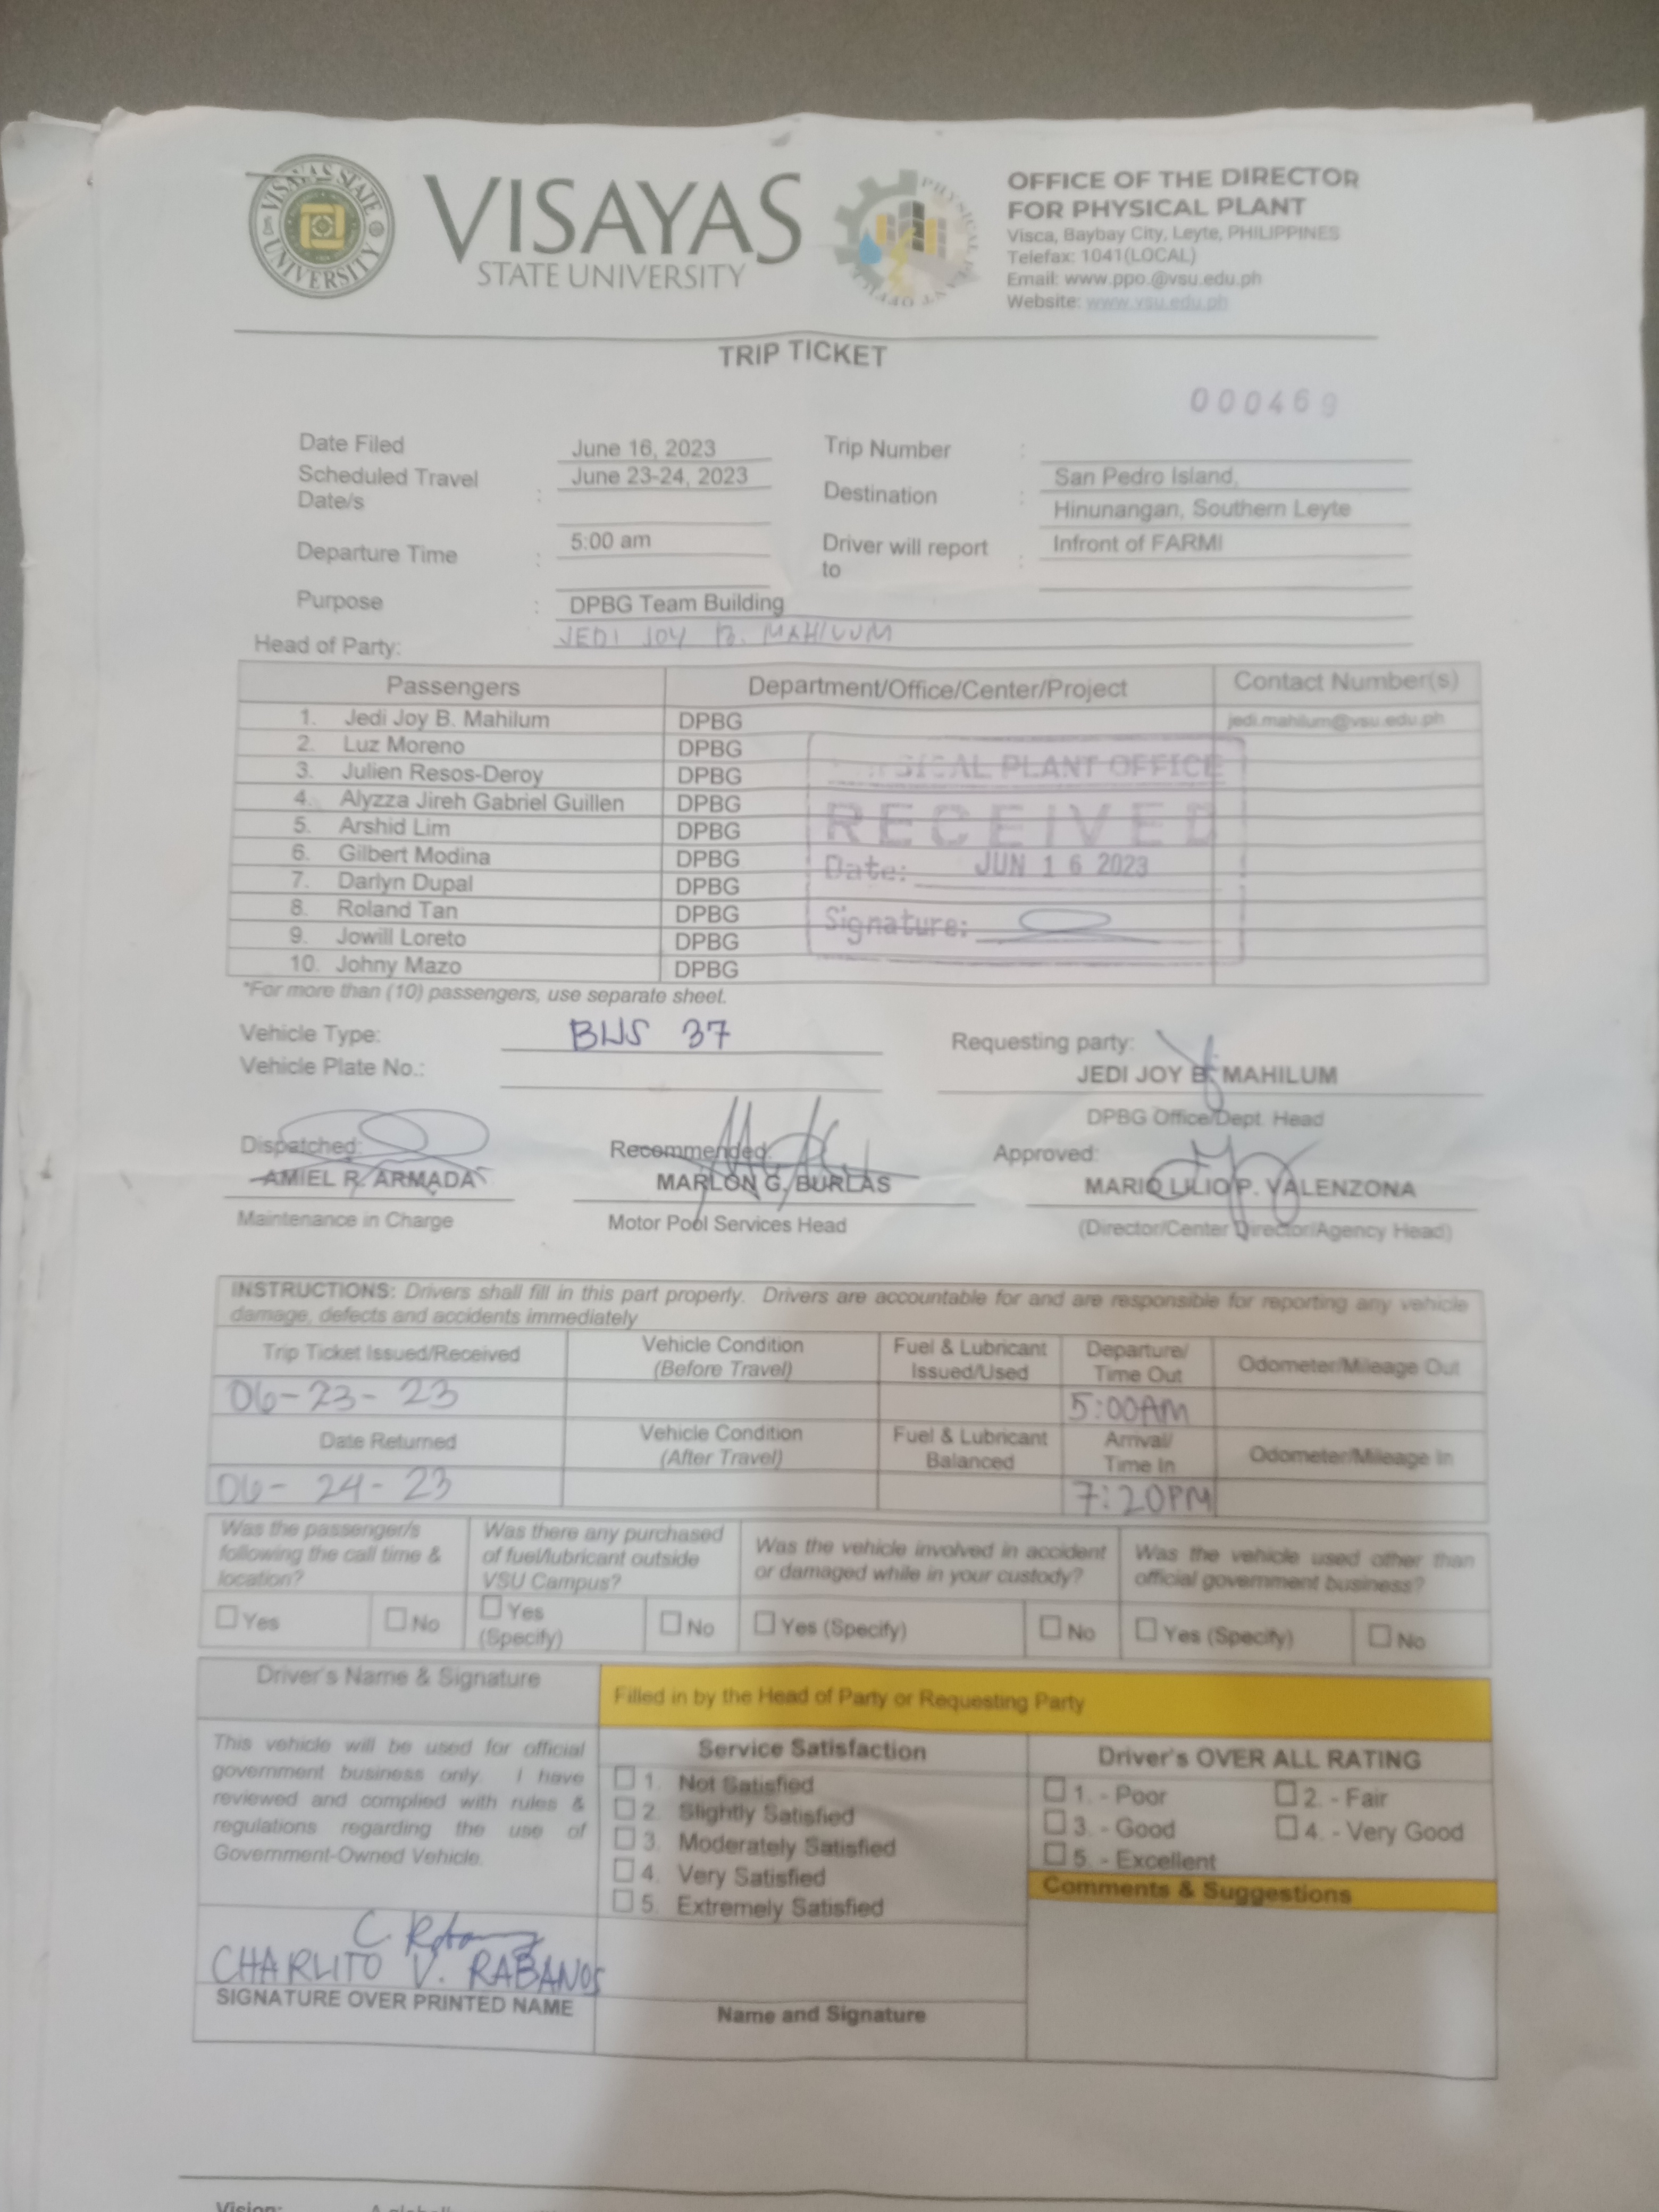 VISAYAS STATE UNIVERSITY
VISAYAS
STATE UNIVERSITY
PHYSICAL PLANT OFFICE
OFFICE OF THE DIRECTOR
FOR PHYSICAL PLANT
Visca, Baybay City, Leyte, PHILIPPINES
Telefax: 1041(LOCAL)
Email: www.ppo.@vsu.edu.ph
Website: www.vsu.edu.ph
TRIP TICKET
000469
Date Filed June 16, 2023 Trip Number :
Scheduled Travel Date/s : June 23-24, 2023 Destination : San Pedro Island,
Hinunangan, Southern Leyte
Departure Time : 5:00 am Driver will report to : Infront of FARMI
Purpose : DPBG Team Building
Head of Party: JEDI JOY B. MAHILUM
Passengers Department/Office/Center/Project Contact Number(s)
1. Jedi Joy B. Mahilum DPBG jedi.mahilum@vsu.edu.ph
2. Luz Moreno DPBG
3. Julien Resos-Deroy DPBG
4. Alyzza Jireh Gabriel Guillen DPBG
5. Arshid Lim DPBG
6. Gilbert Modina DPBG
7. Darlyn Dupal DPBG
8. Roland Tan DPBG
9. Jowill Loreto DPBG
10. Johny Mazo DPBG
PLANT OFFICE
RECEIVED
Date: JUN 16 2023
Signature:
*For more than (10) passengers, use separate sheet.
Vehicle Type: BUS 37
Vehicle Plate No.:
Requesting party:
JEDI JOY B. MAHILUM
DPBG Office/Dept. Head
Dispatched: Recommended: Approved:
AMIEL R. ARMADA MARLON G. BURLAS MARIO LILIO P. VALENZONA
Maintenance in Charge Motor Pool Services Head (Director/Center Director/Agency Head)
INSTRUCTIONS: Drivers shall fill in this part properly. Drivers are accountable for and are responsible for reporting any vehicle
damage, defects and accidents immediately
Trip Ticket Issued/Received Vehicle Condition (Before Travel) Fuel & Lubricant Issued/Used Departure/ Time Out Odometer/Mileage Out
06-23-23 5:00AM
Date Returned Vehicle Condition (After Travel) Fuel & Lubricant Balanced Arrival/ Time In Odometer/Mileage In
06-24-23 7:20PM
Was the passenger/s following the call time & location? Was there any purchased of fuel/lubricant outside VSU Campus? Was the vehicle involved in accident or damaged while in your custody? Was the vehicle used other than official government business?
Yes No Yes (Specify) No Yes (Specify) No Yes (Specify) No
Driver's Name & Signature Filled in by the Head of Party or Requesting Party
This vehicle will be used for official
government business only. I have
reviewed and complied with rules &
regulations regarding the use of
Government-Owned Vehicle.
Service Satisfaction
1. Not Satisfied
2. Slightly Satisfied
3. Moderately Satisfied
4. Very Satisfied
5. Extremely Satisfied
Driver's OVER ALL RATING
1. - Poor 2. - Fair
3. - Good 4. - Very Good
5. - Excellent
Comments & Suggestions
CHARLITO V. RABANOS
SIGNATURE OVER PRINTED NAME
Name and Signature
Vision: